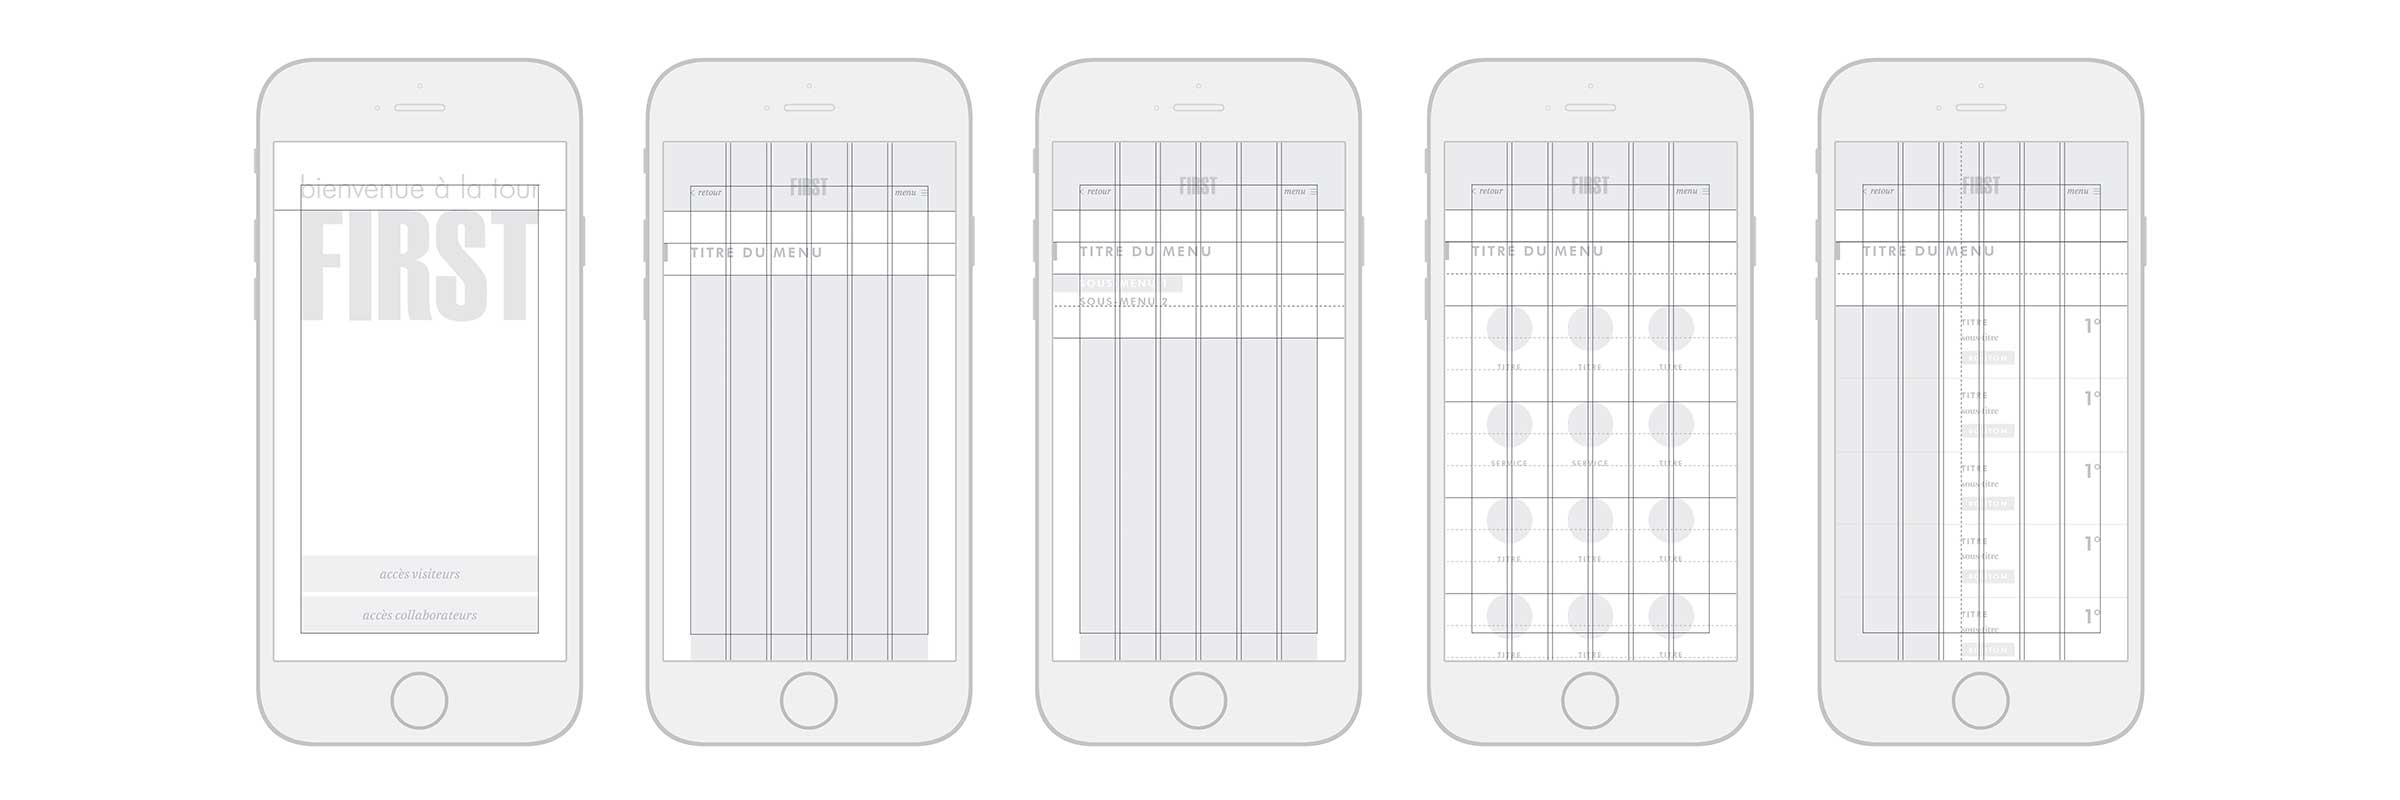 bienvenue à la tour
FIRST
accès visiteurs
accès collaborateurs
< retour FIRST menu
TITRE DU MENU
< retour FIRST menu
TITRE DU MENU
SOUS-MENU 1
SOUS-MENU 2
< retour FIRST menu
TITRE DU MENU
TITRE TITRE TITRE
SERVICE SERVICE TITRE
TITRE TITRE TITRE
TITRE TITRE TITRE
< retour FIRST menu
TITRE DU MENU
TITRE 1°
sous-titre
BOUTON
TITRE 1°
sous-titre
BOUTON
TITRE 1°
sous-titre
BOUTON
TITRE 1°
sous-titre
BOUTON
TITRE 1°
sous-titre
BOUTON